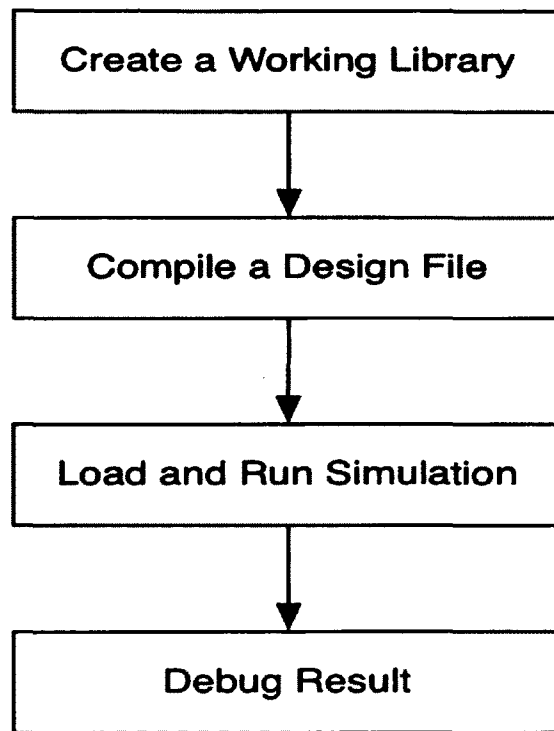 Create a Working Library
Compile a Design File
Load and Run Simulation
Debug Result